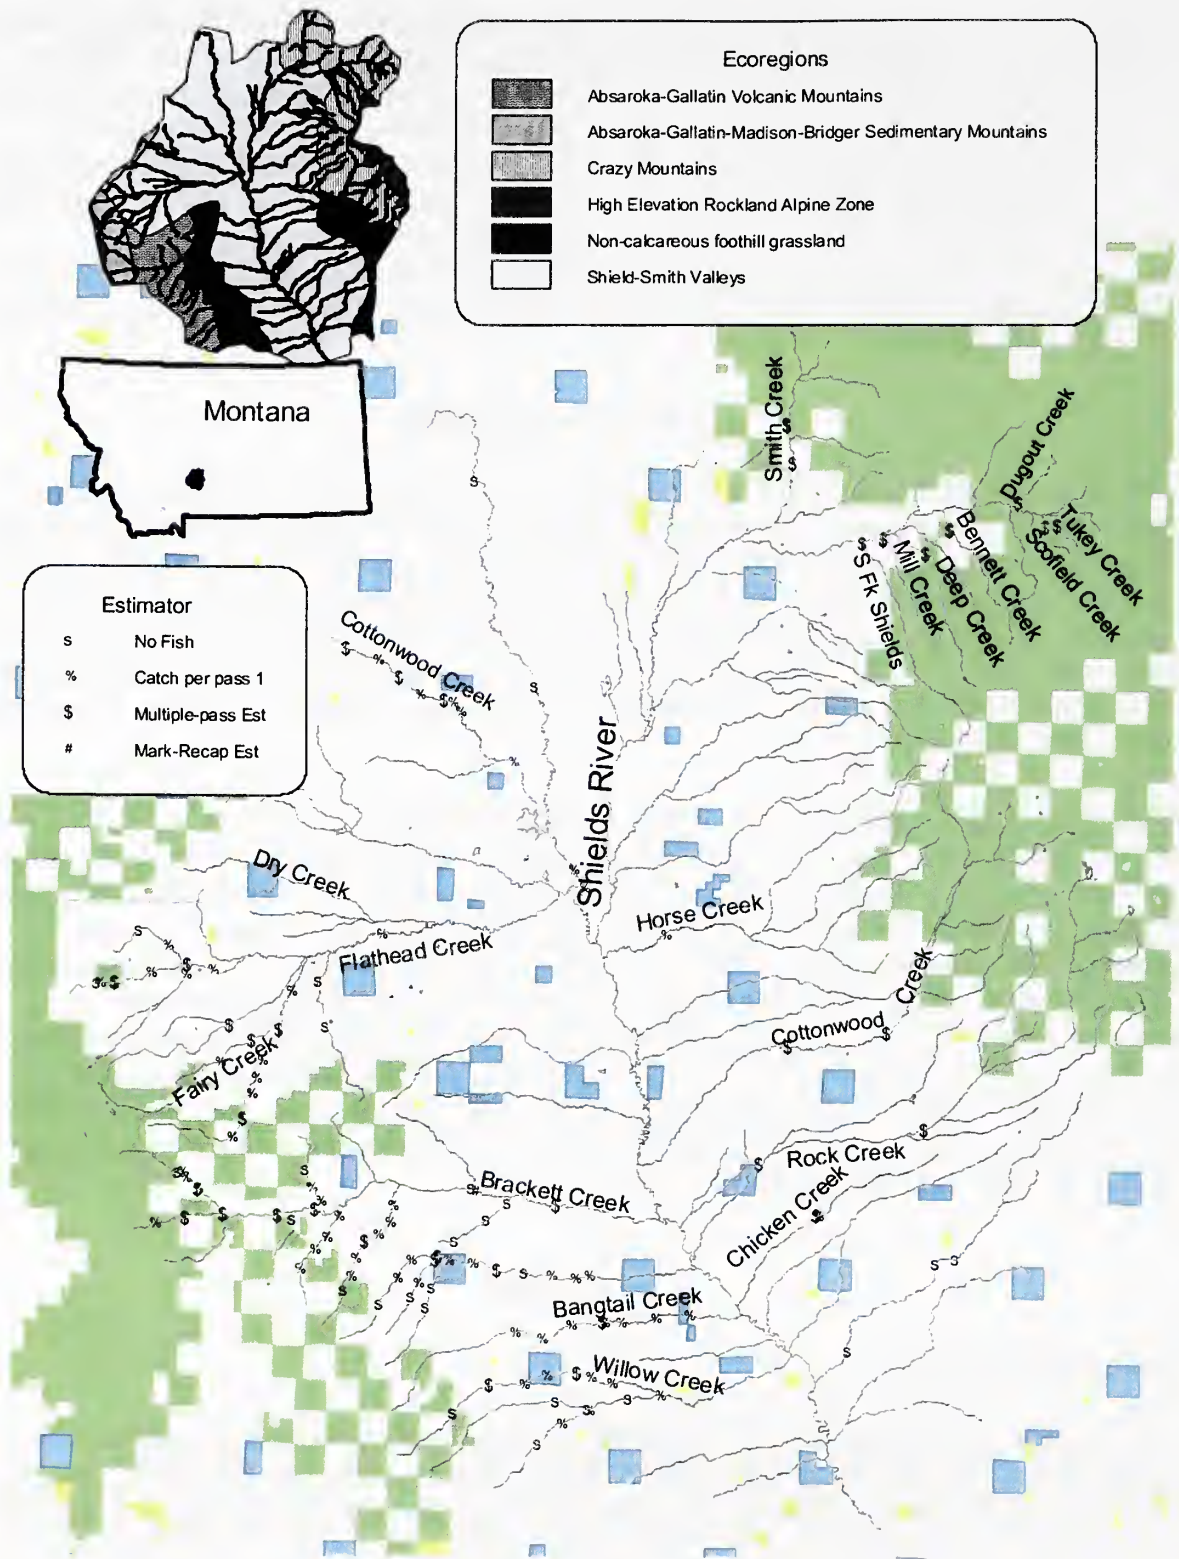 Ecoregions
Absaroka-Gallatin Volcanic Mountains
Absaroka-Gallatin-Madison-Bridger Sedimentary Mountains
Crazy Mountains
High Elevation Rockland Alpine Zone
Non-calcareous foothill grassland
Shield-Smith Valleys
Montana
Estimator
s No Fish
% Catch per pass 1
$ Multiple-pass Est
# Mark-Recap Est
Smith Creek
Dugout Creek
Tukey Creek
Scofield Creek
Bennett Creek
Deep Creek
Mill Creek
S Fk Shields
Cottonwood Creek
Shields River
Dry Creek
Flathead Creek
Horse Creek
Cottonwood Creek
Fairy Creek
Rock Creek
Brackett Creek
Chicken Creek
Bangtail Creek
Willow Creek